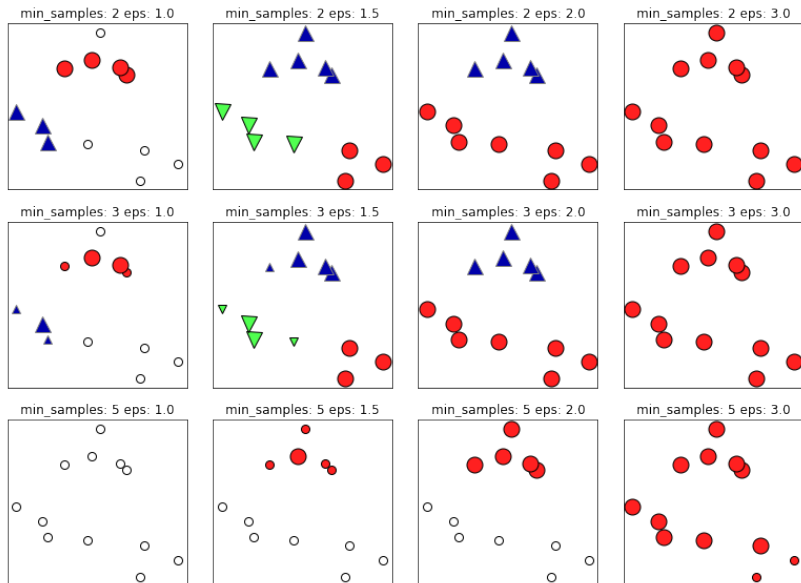 min_samples: 2 eps: 1.0
min_samples: 2 eps: 1.5
min_samples: 2 eps: 2.0
min_samples: 2 eps: 3.0
min_samples: 3 eps: 1.0
min_samples: 3 eps: 1.5
min_samples: 3 eps: 2.0
min_samples: 3 eps: 3.0
min_samples: 5 eps: 1.0
min_samples: 5 eps: 1.5
min_samples: 5 eps: 2.0
min_samples: 5 eps: 3.0